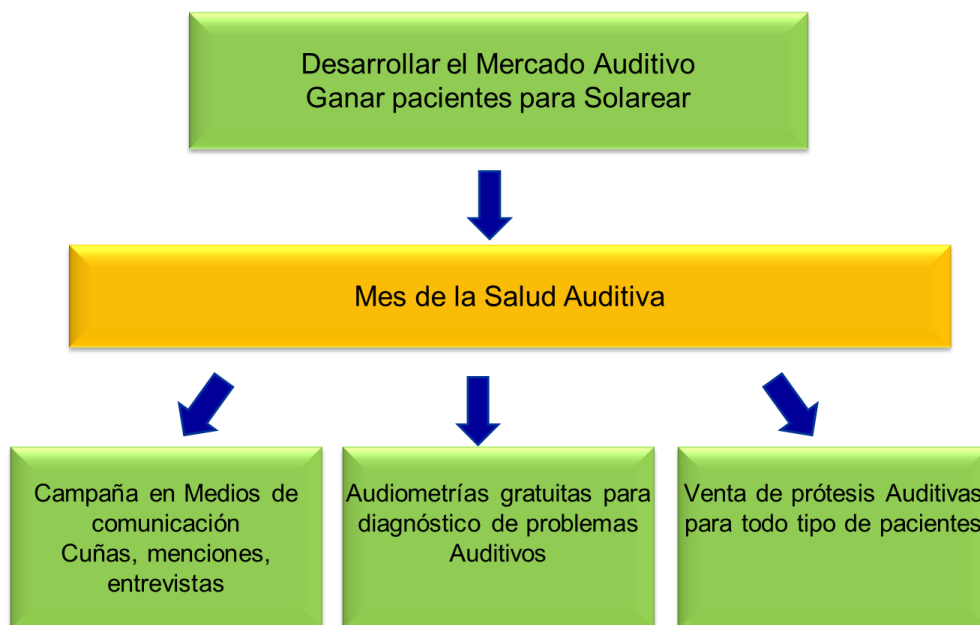 Desarrollar el Mercado Auditivo
Ganar pacientes para Solarear
Mes de la Salud Auditiva
Campaña en Medios de
comunicación
Cuñas, menciones,
entrevistas
Audiometrías gratuitas para
diagnóstico de problemas
Auditivos
Venta de prótesis Auditivas
para todo tipo de pacientes